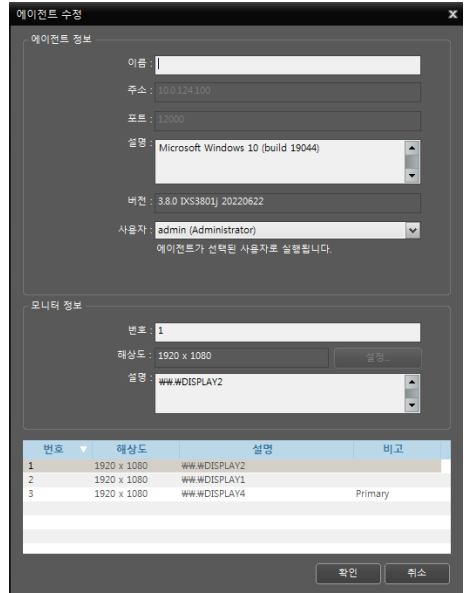 에이전트 수정 x
에이전트 정보
이름 :
주소 : 10.0.124.100
포트 : 12000
설명 : Microsoft Windows 10 (build 19044)
버전 : 3.8.0 IXS3801j 20220622
사용자 : admin (Administrator)
에이전트가 선택된 사용자로 실행됩니다.
모니터 정보
번호 : 1
해상도 : 1920 x 1080 설정...
설명 : ₩₩.₩DISPLAY2
번호 해상도 설명 비고
1 1920 x 1080 ₩₩.₩DISPLAY2
2 1920 x 1080 ₩₩.₩DISPLAY1
3 1920 x 1080 ₩₩.₩DISPLAY4 Primary
확인 취소